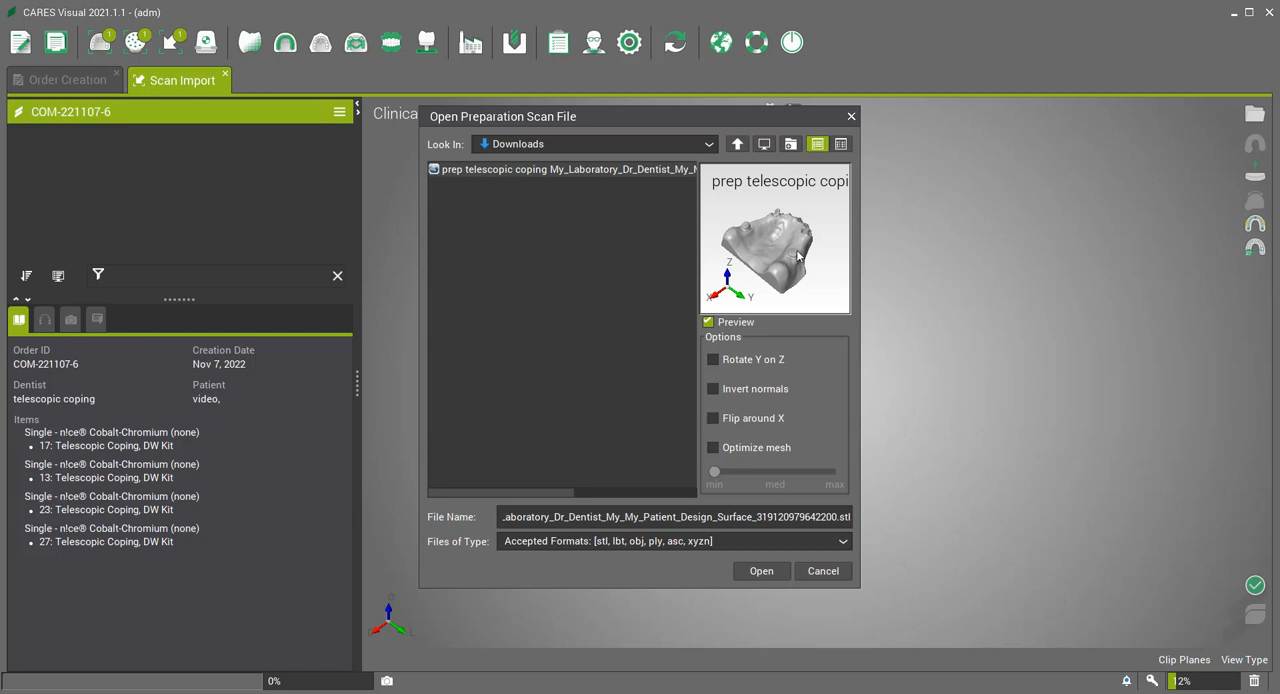 CARES Visual 2021.1.1 - (adm)
1
1
1
Order Creation
Scan Import
COM-221107-6
Clinica
Open Preparation Scan File
Look In:
Downloads
prep telescopic coping My_Laboratory_Dr_Dentist_My_
prep telescopic copi
Z
X
Y
Preview
Options
Rotate Y on Z
Invert normals
Flip around X
Optimize mesh
min med max
Order ID
Creation Date
COM-221107-6
Nov 7, 2022
Dentist
Patient
telescopic coping
video,
Items
Single - n!ce® Cobalt-Chromium (none)
• 17: Telescopic Coping, DW Kit
Single - n!ce® Cobalt-Chromium (none)
• 13: Telescopic Coping, DW Kit
Single - n!ce® Cobalt-Chromium (none)
• 23: Telescopic Coping, DW Kit
Single - n!ce® Cobalt-Chromium (none)
• 27: Telescopic Coping, DW Kit
File Name:
aboratory_Dr_Dentist_My_My_Patient_Design_Surface_319120979642200.stl
Files of Type:
Accepted Formats: [stl, lbt, obj, ply, asc, xyzn]
Open
Cancel
Clip Planes
View Type
0%
12%